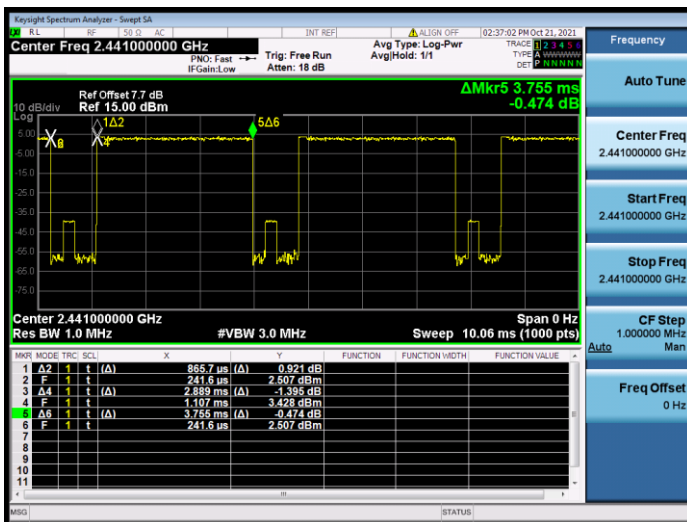 Keysight Spectrum Analyzer - Swept SA
RL RF 50 Ω AC INT REF ALIGN OFF 02:37:02 PM Oct 21, 2021
Center Freq 2.441000000 GHz
PNO: Fast
IFGain:Low
Trig: Free Run
Atten: 18 dB
Avg Type: Log-Pwr
Avg|Hold: 1/1
TRACE 1 2 3 4 5 6
TYPE A WWWWW
DET P N N N N N
Ref Offset 7.7 dB
10 dB/div Ref 15.00 dBm
ΔMkr5 3.755 ms
-0.474 dB
Log
1Δ2
5Δ6
4
5.00
-5.00
-15.0
-25.0
-35.0
-45.0
-55.0
-65.0
-75.0
Center 2.441000000 GHz Span 0 Hz
Res BW 1.0 MHz #VBW 3.0 MHz Sweep 10.06 ms (1000 pts)
MKR MODE TRC SCL X Y FUNCTION FUNCTION WIDTH FUNCTION VALUE
1 Δ2 1 t (Δ) 865.7 µs (Δ) 0.921 dB
2 F 1 t 241.6 µs 2.507 dBm
3 Δ4 1 t (Δ) 2.889 ms (Δ) -1.395 dB
4 F 1 t 1.107 ms 3.428 dBm
5 Δ6 1 t (Δ) 3.755 ms (Δ) -0.474 dB
6 F 1 t 241.6 µs 2.507 dBm
7
8
9
10
11
MSG STATUS
Frequency
Auto Tune
Center Freq
2.441000000 GHz
Start Freq
2.441000000 GHz
Stop Freq
2.441000000 GHz
CF Step
1.000000 MHz
Auto Man
Freq Offset
0 Hz